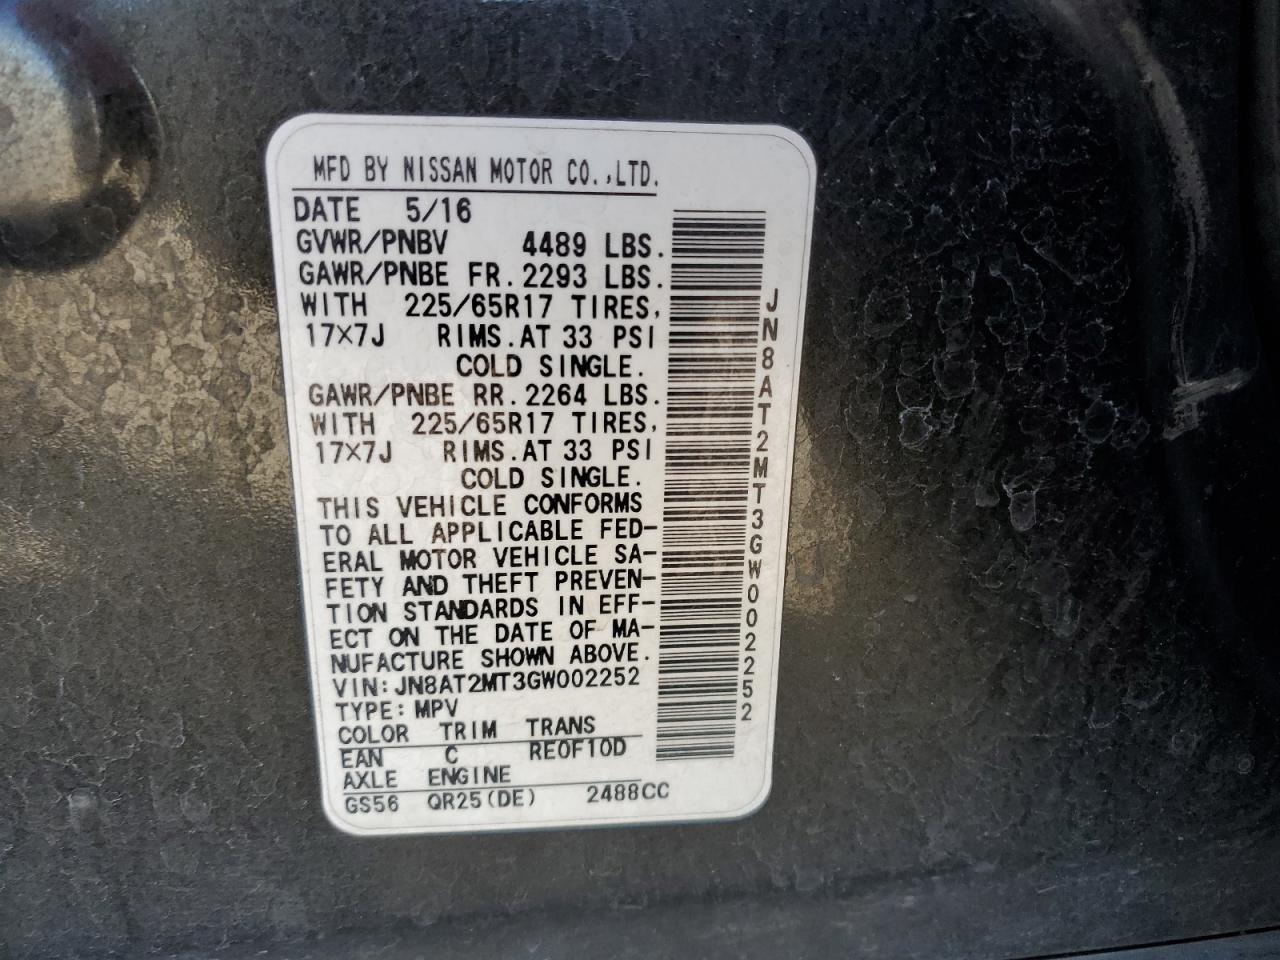 MFD BY NISSAN MOTOR CO.,LTD.
DATE 5/16
GVWR/PNBV 4489 LBS.
GAWR/PNBE FR.2293 LBS.
WITH 225/65R17 TIRES,
17×7J RIMS.AT 33 PSI
COLD SINGLE.
GAWR/PNBE RR.2264 LBS.
WITH 225/65R17 TIRES,
17×7J RIMS.AT 33 PSI
COLD SINGLE.
THIS VEHICLE CONFORMS
TO ALL APPLICABLE FED-
ERAL MOTOR VEHICLE SA-
FETY AND THEFT PREVEN-
TION STANDARDS IN EFF-
ECT ON THE DATE OF MA-
NUFACTURE SHOWN ABOVE.
VIN:JN8AT2MT3GW002252
TYPE:MPV
COLOR TRIM TRANS
EAN C RE0F10D
AXLE ENGINE
GS56 QR25(DE) 2488CC
JN8AT2MT3GW002252